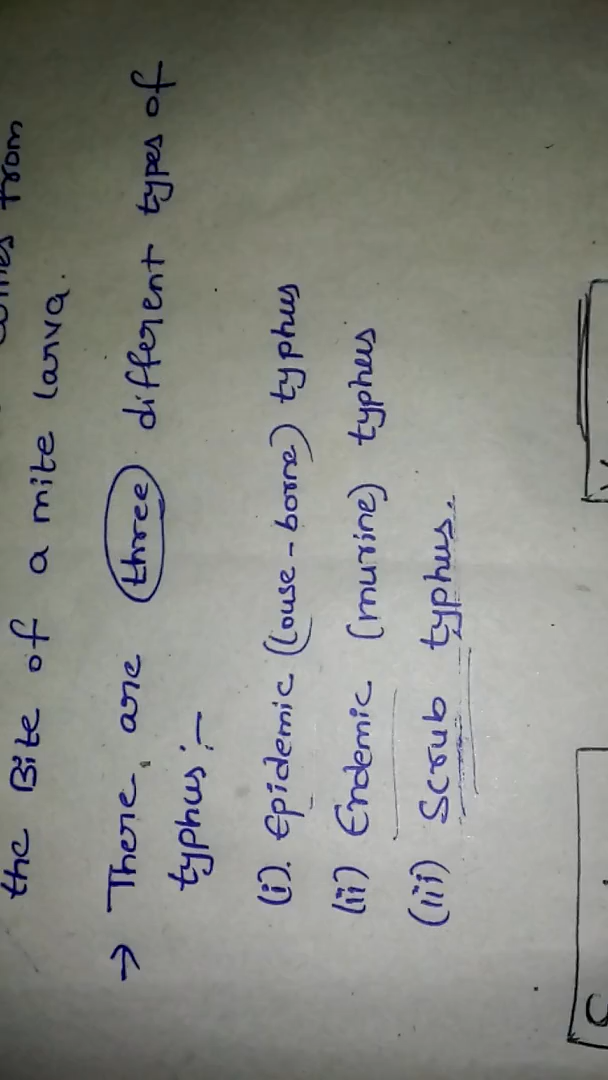 from
the Bite of a mite larva.
→ There are three different types of
typhus:-
(i). Epidemic (louse-borne) typhus
(ii) Endemic (murine) typhus
(iii) Scrub typhus.